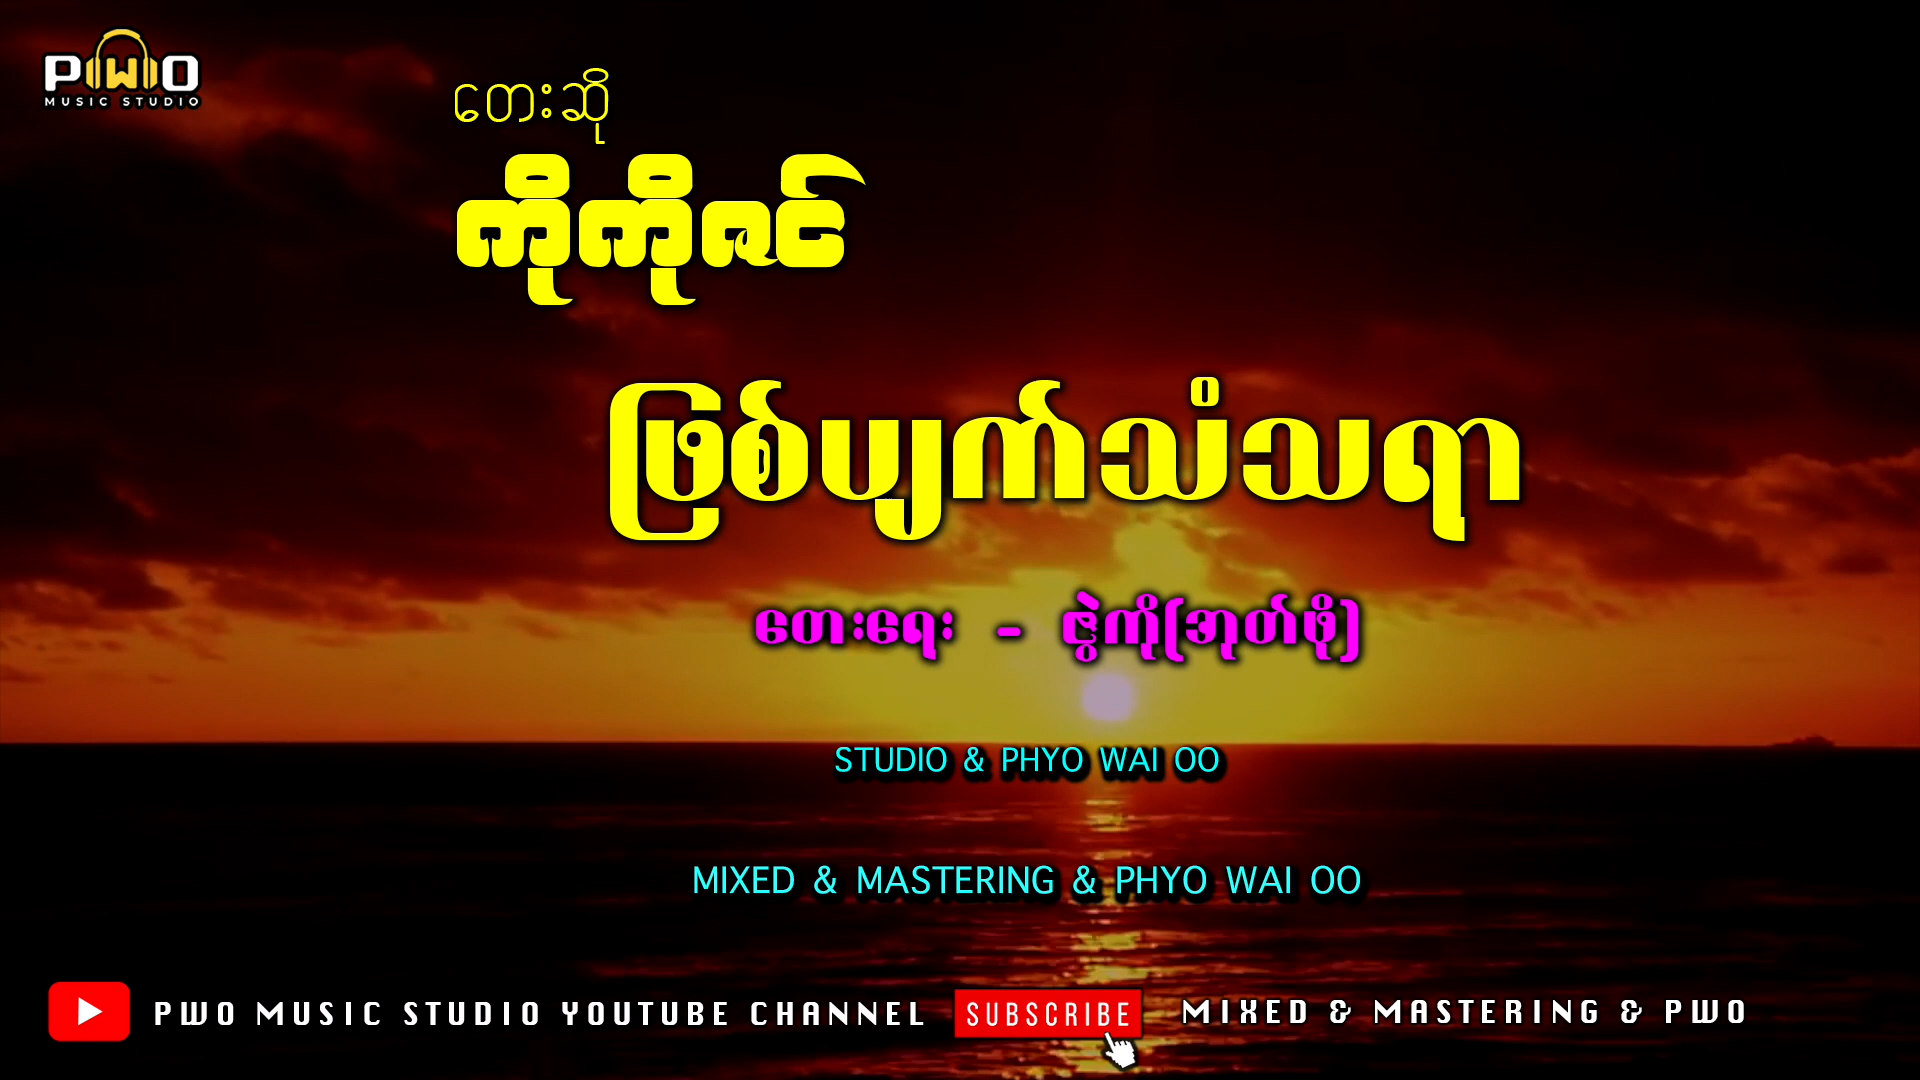 PWO
MUSIC STUDIO
တေးဆို
ကိုကိုဇင်
ဖြစ်ပျက်သံသရာ
တေးရေး - ဇွဲကို(အုတ်ဖို)
STUDIO & PHYO WAI OO
MIXED & MASTERING & PHYO WAI OO
PWO MUSIC STUDIO YOUTUBE CHANNEL SUBSCRIBE MIXED & MASTERING & PWO